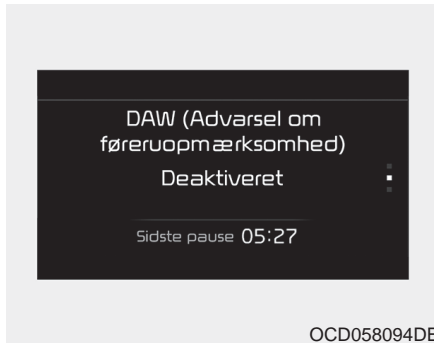 DAW (Advarsel om
føreruopmærksomhed)
Deaktiveret
Sidste pause 05:27
OCD058094DE